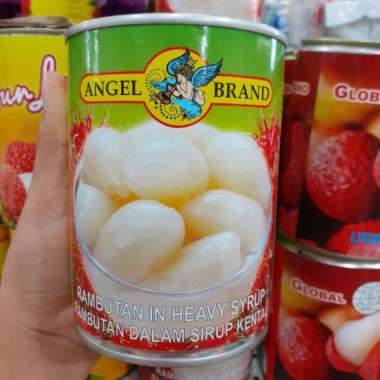 ANGEL BRAND
RAMBUTAN IN HEAVY SYRUP
RAMBUTAN DALAM SIRUP KENTAL
GLOBAL
GLOBAL